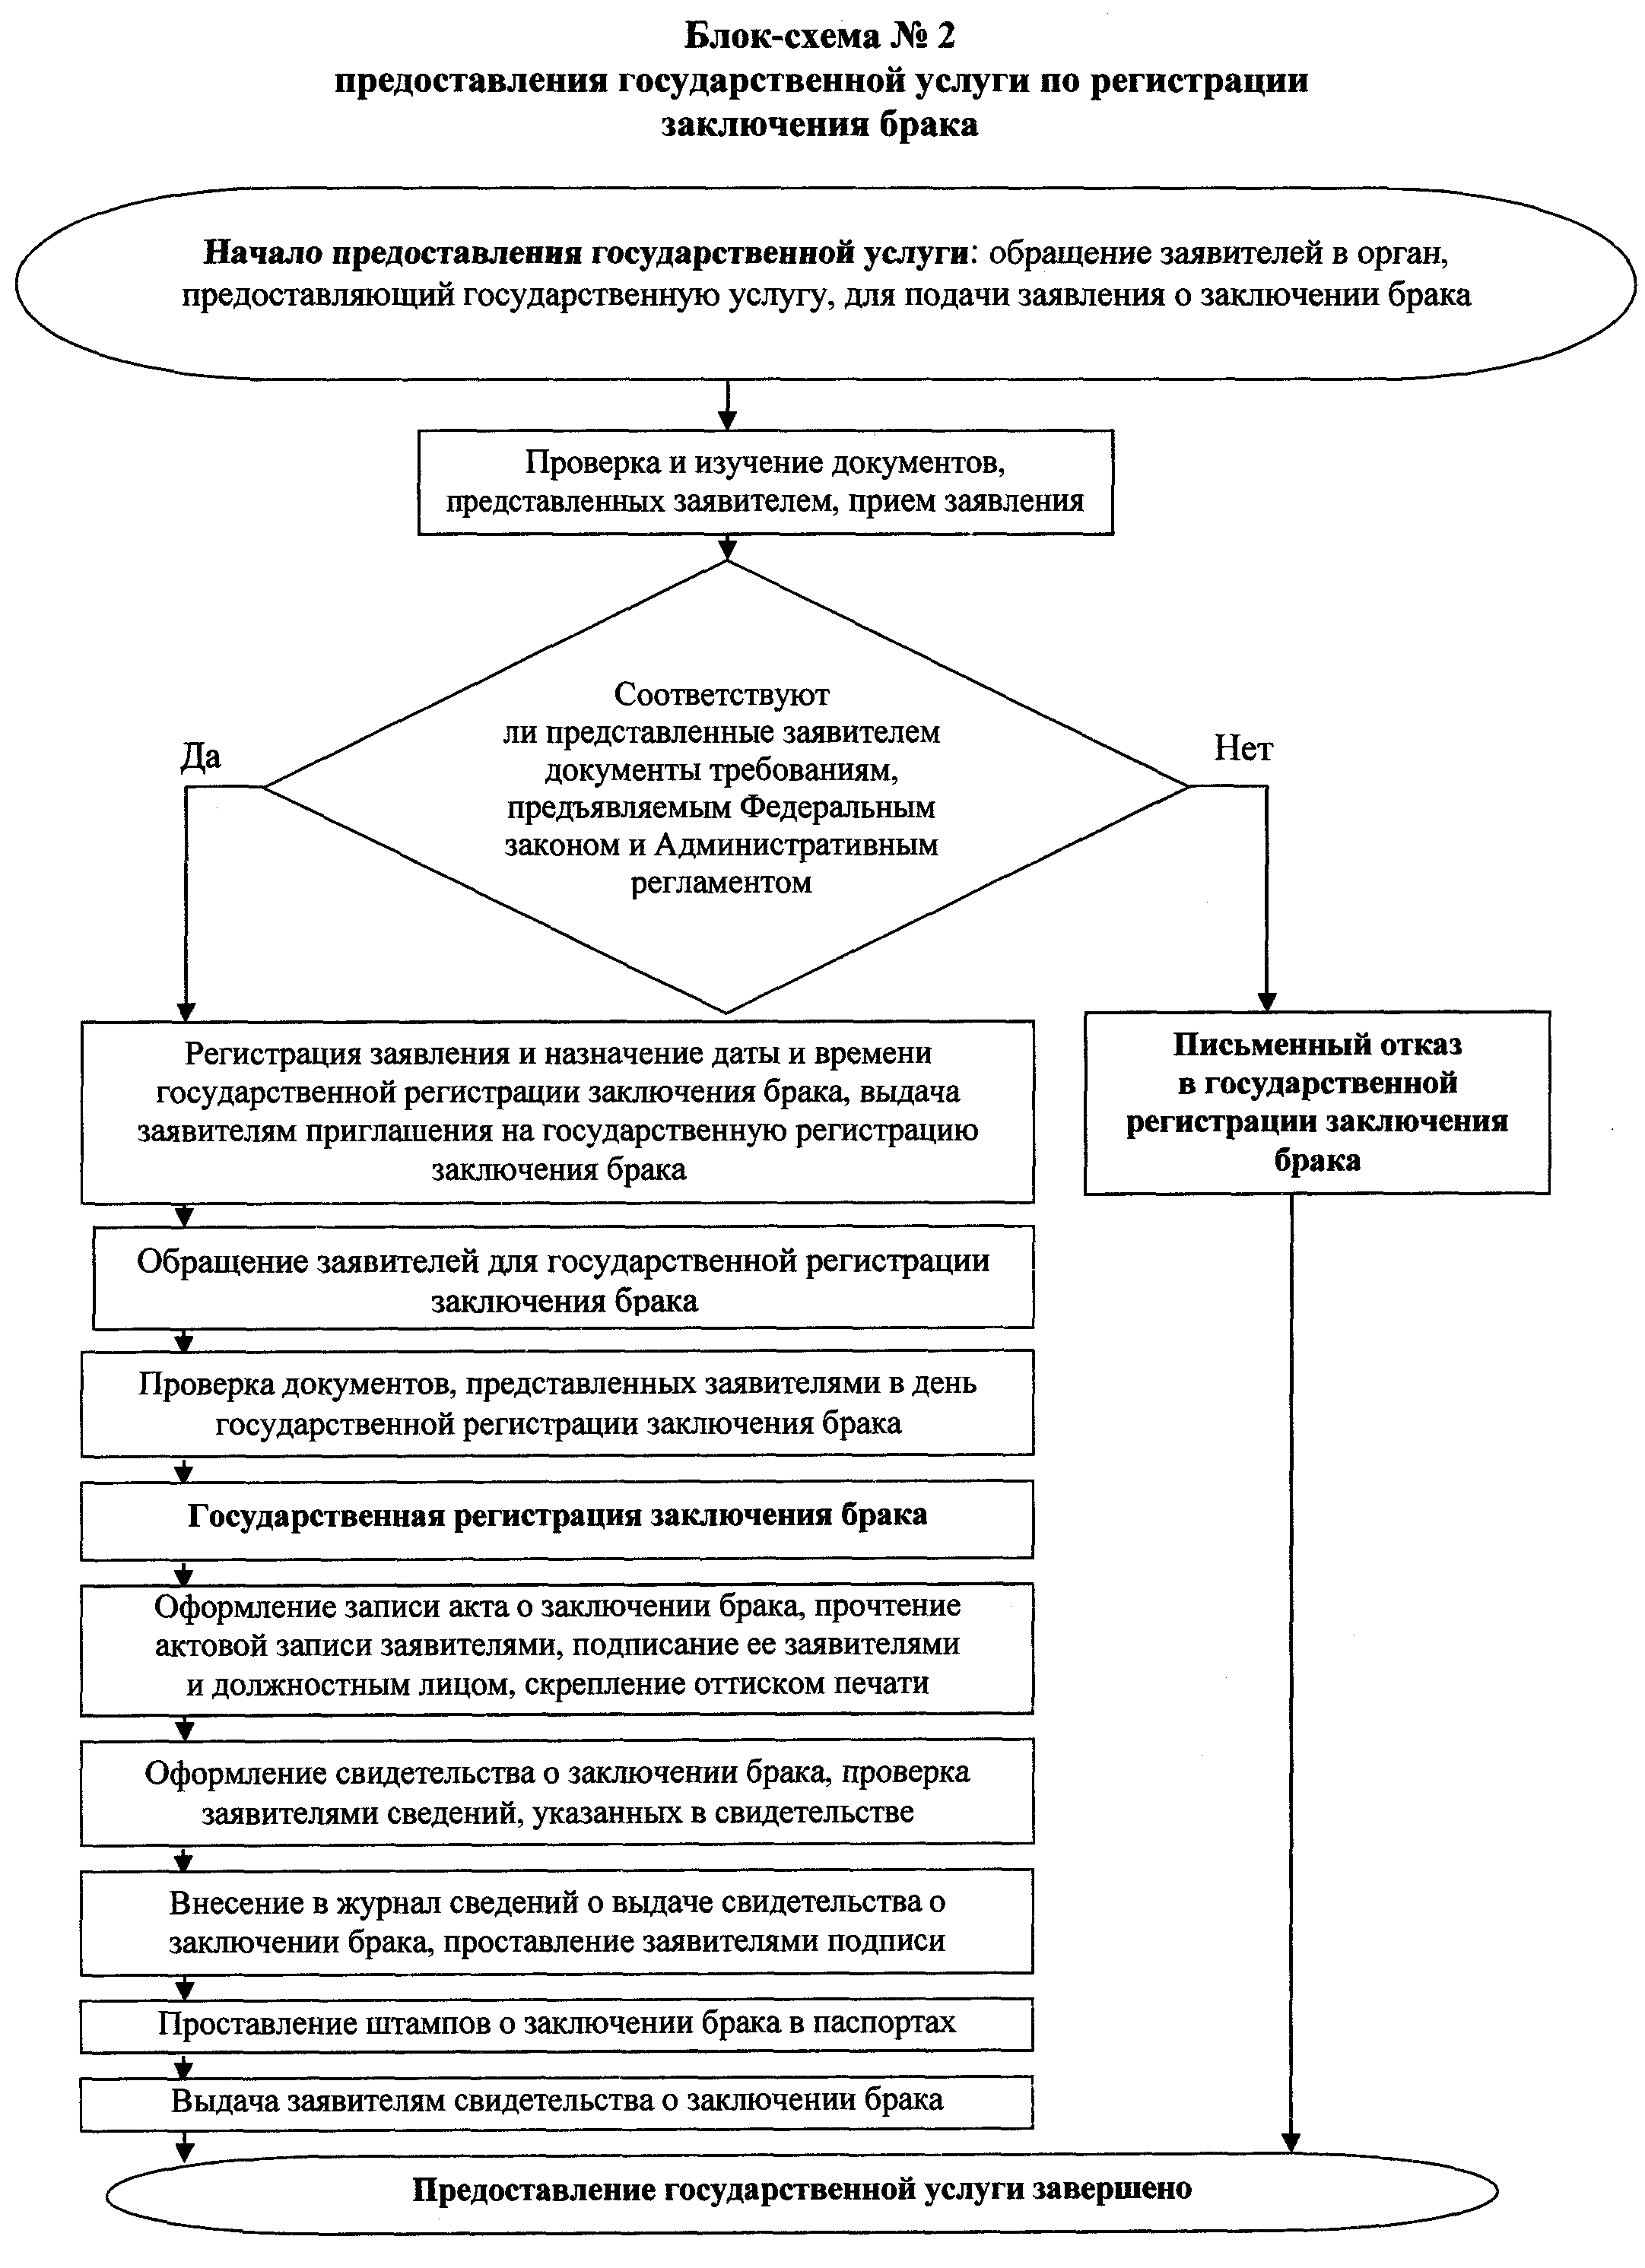 Блок-схема № 2
предоставления государственной услуги по регистрации
заключения брака
Начало предоставления государственной услуги: обращение заявителей в орган,
предоставляющий государственную услугу, для подачи заявления о заключении брака
Проверка и изучение документов,
представленных заявителем, прием заявления
Соответствуют
ли представленные заявителем
документы требованиям,
предъявляемым Федеральным
законом и Административным
регламентом
Да
Нет
Регистрация заявления и назначение даты и времени
государственной регистрации заключения брака, выдача
заявителям приглашения на государственную регистрацию
заключения брака
Письменный отказ
в государственной
регистрации заключения
брака
Обращение заявителей для государственной регистрации
заключения брака
Проверка документов, представленных заявителями в день
государственной регистрации заключения брака
Государственная регистрация заключения брака
Оформление записи акта о заключении брака, прочтение
актовой записи заявителями, подписание ее заявителями
и должностным лицом, скрепление оттиском печати
Оформление свидетельства о заключении брака, проверка
заявителями сведений, указанных в свидетельстве
Внесение в журнал сведений о выдаче свидетельства о
заключении брака, проставление заявителями подписи
Проставление штампов о заключении брака в паспортах
Выдача заявителям свидетельства о заключении брака
Предоставление государственной услуги завершено